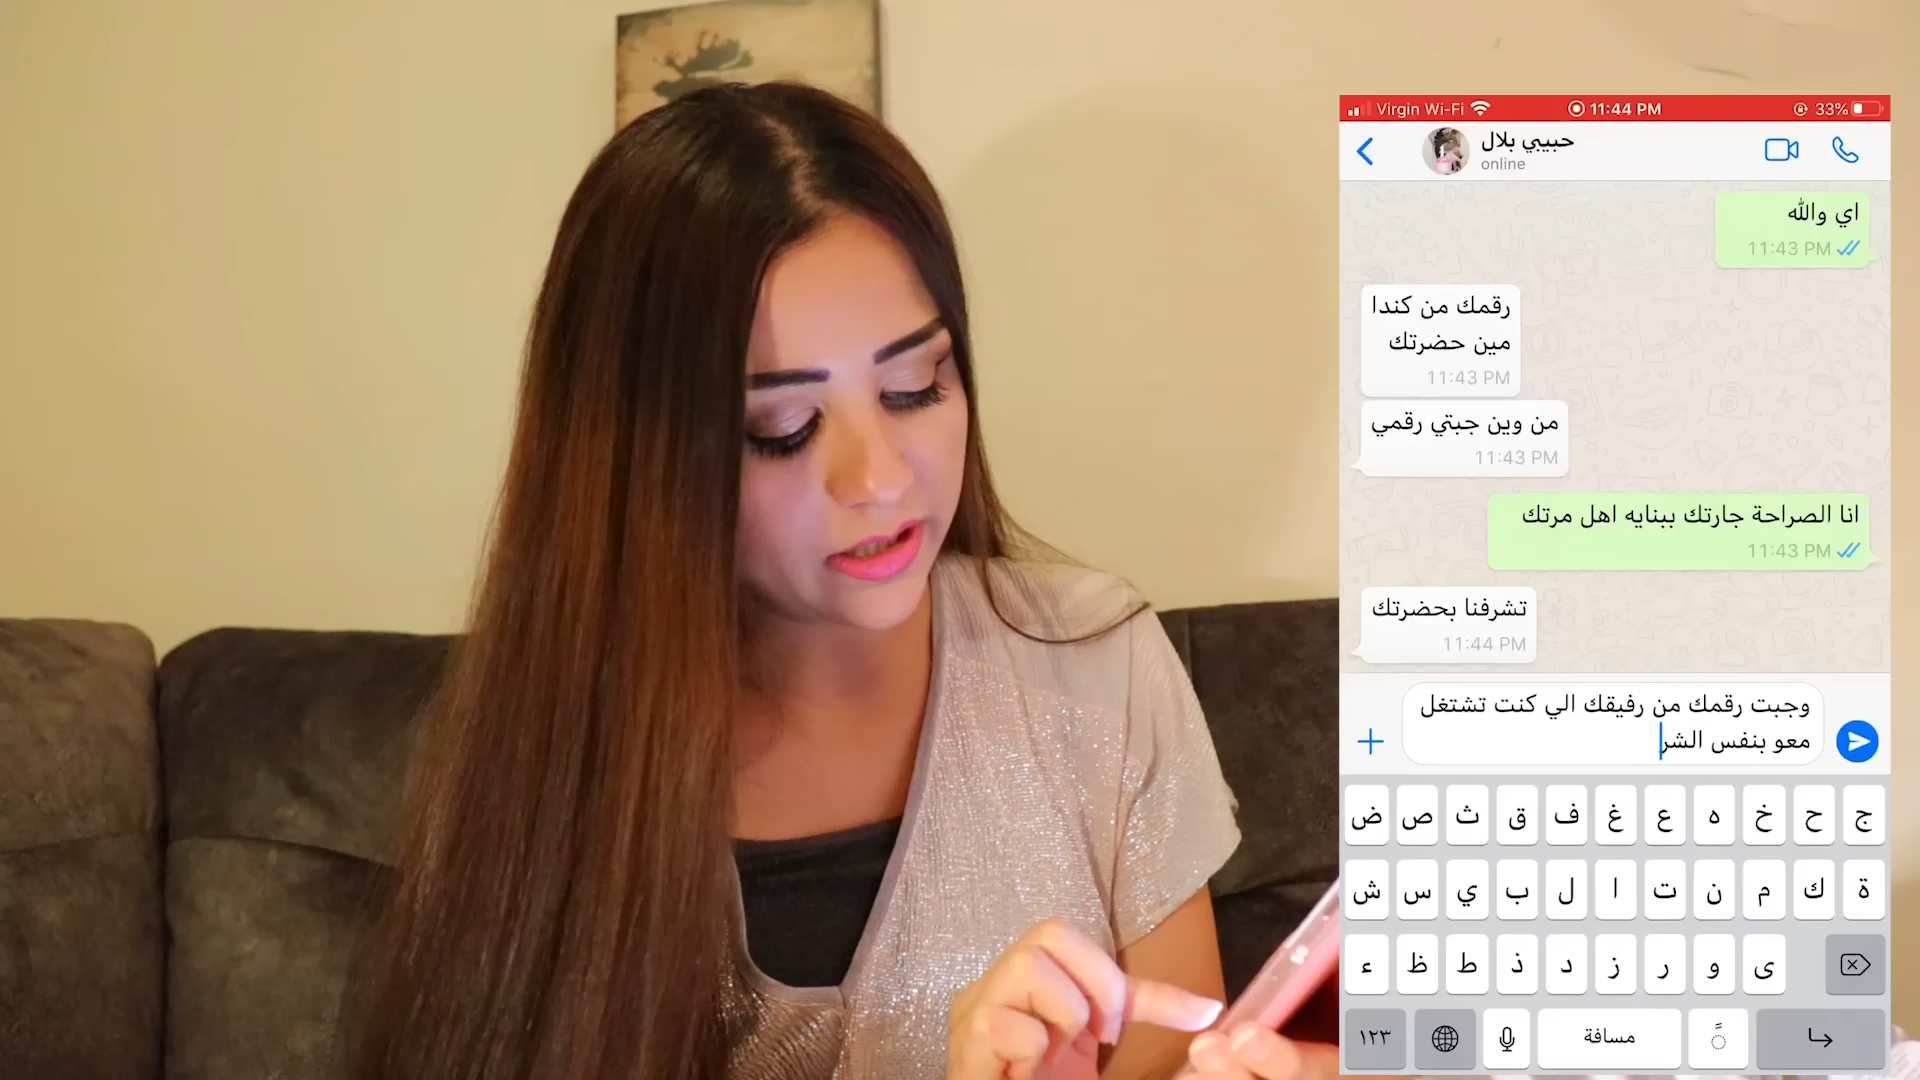 Virgin Wi-Fi 11:44 PM 33%
حبيبي بلال
online
اي والله
11:43 PM
رقمك من كندا
مين حضرتك
11:43 PM
من وين جبتي رقمي
11:43 PM
انا الصراحة جارتك ببنايه اهل مرتك
11:43 PM
تشرفنا بحضرتك
11:44 PM
وجبت رقمك من رفيقك الي كنت تشتغل
معو بنفس الشر
ض ص ث ق ف غ ع ه خ ح ج
ش س ي ب ل ا ت ن م ك ة
ء ظ ط ذ د ز ر و ى
١٢٣ مسافة